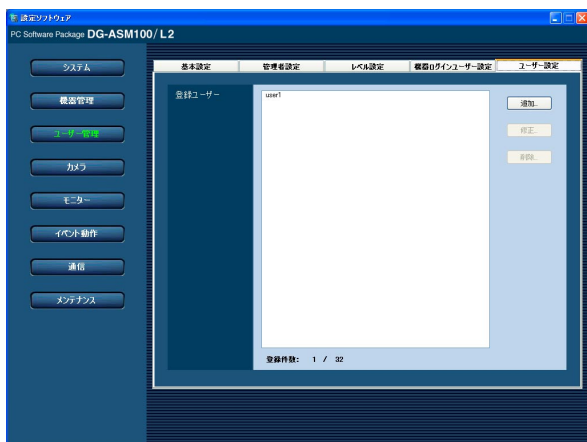 設定ソフトウェア
PC Software Package DG-ASM100/L2
システム
機器管理
ユーザー管理
カメラ
モニター
イベント動作
通信
メンテナンス
基本設定
管理者設定
レベル設定
機器ログインユーザー設定
ユーザー設定
登録ユーザー
user1
追加...
修正...
削除...
登録件数: 1 / 32